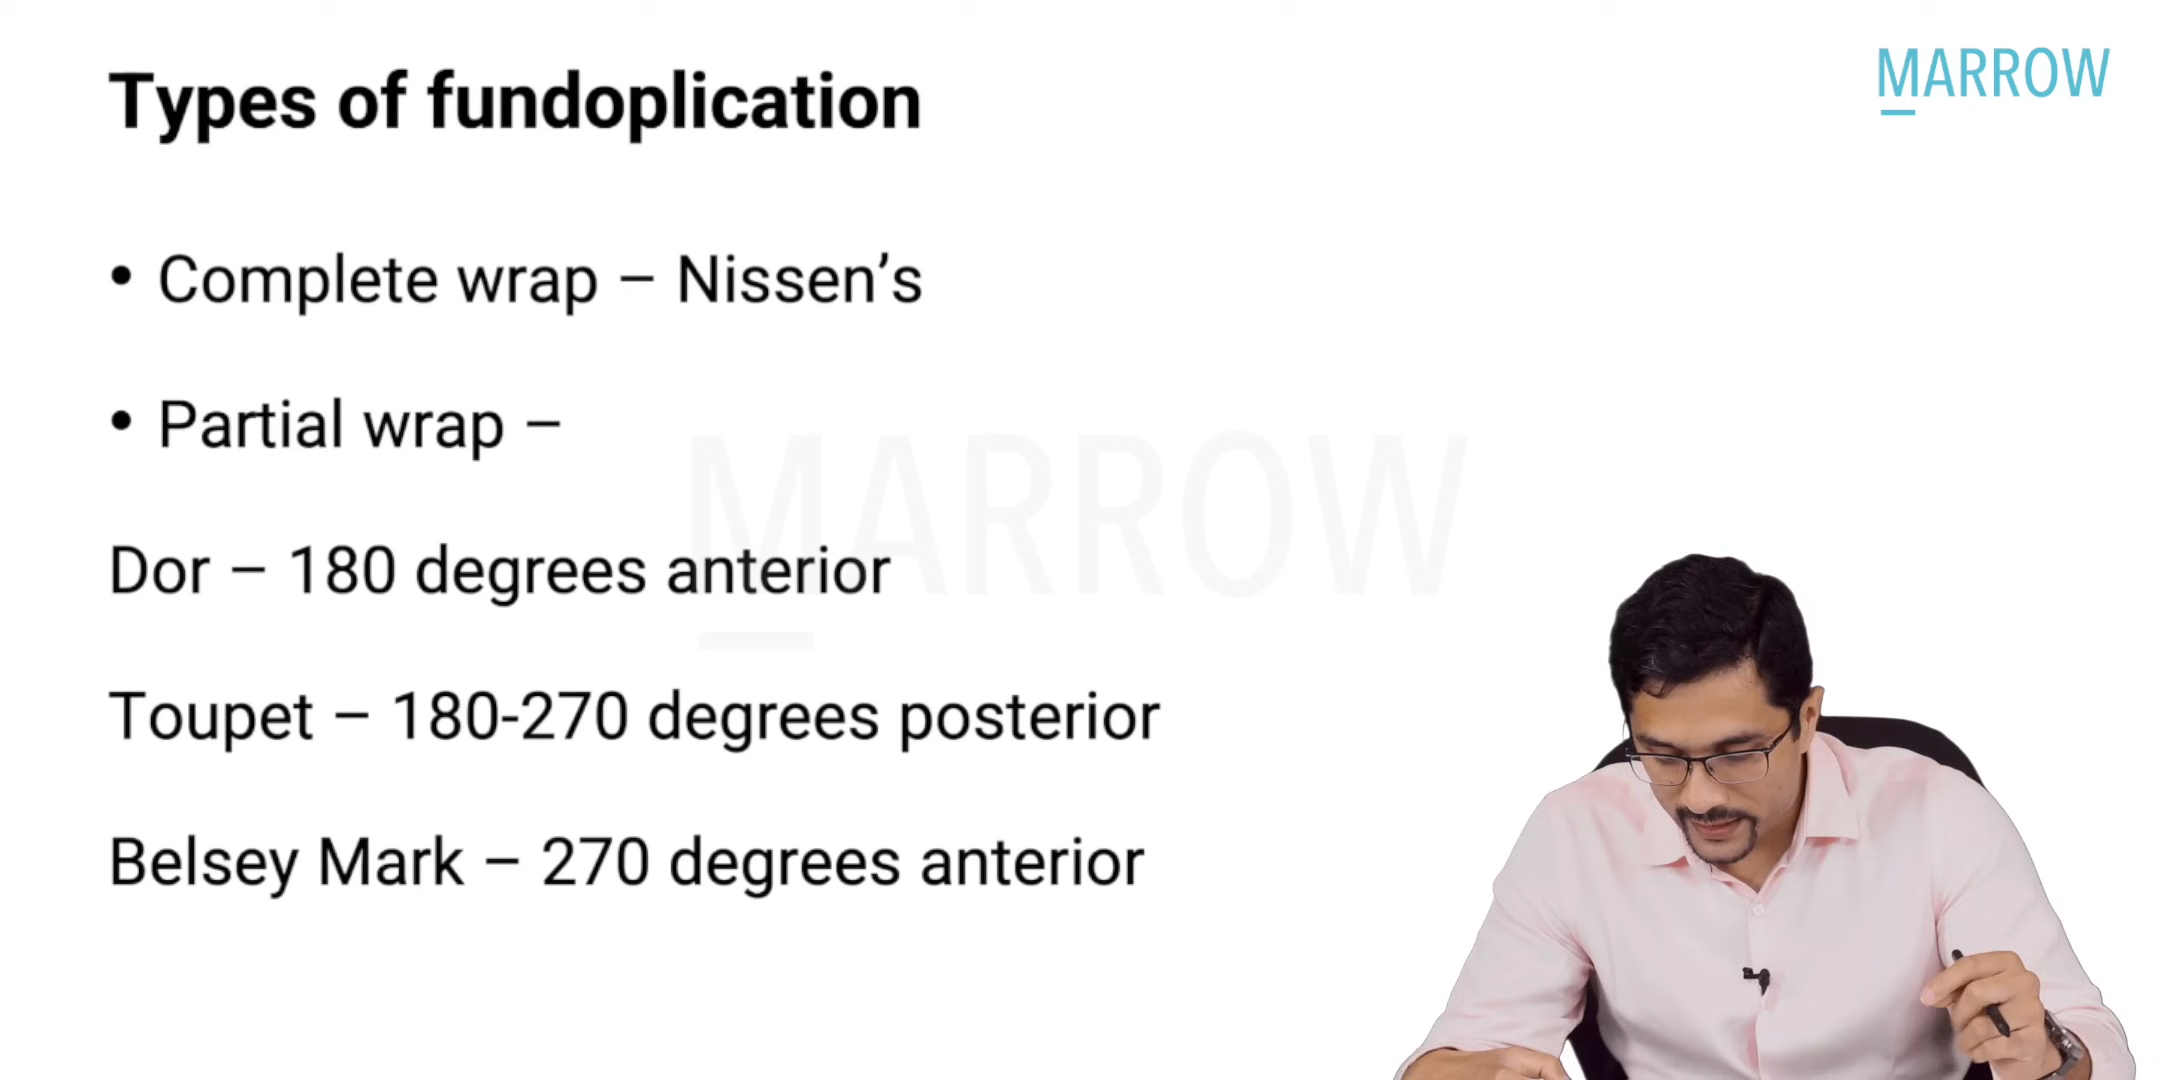 MARROW
Types of fundoplication
• Complete wrap – Nissen’s
• Partial wrap –
MARROW
Dor – 180 degrees anterior
Toupet – 180-270 degrees posterior
Belsey Mark – 270 degrees anterior